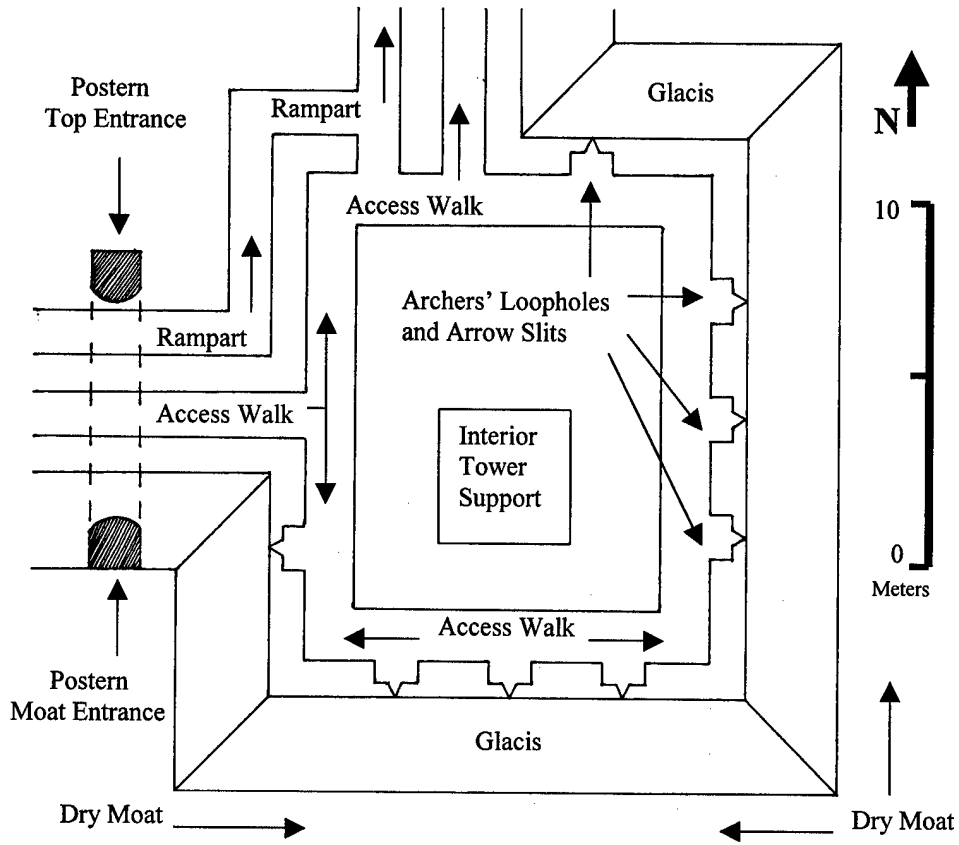 Postern
Top Entrance
Rampart
Glacis
N
Access Walk
10
Archers' Loopholes
and Arrow Slits
Rampart
Access Walk
Interior
Tower
Support
0
Meters
Access Walk
Postern
Moat Entrance
Glacis
Dry Moat
Dry Moat